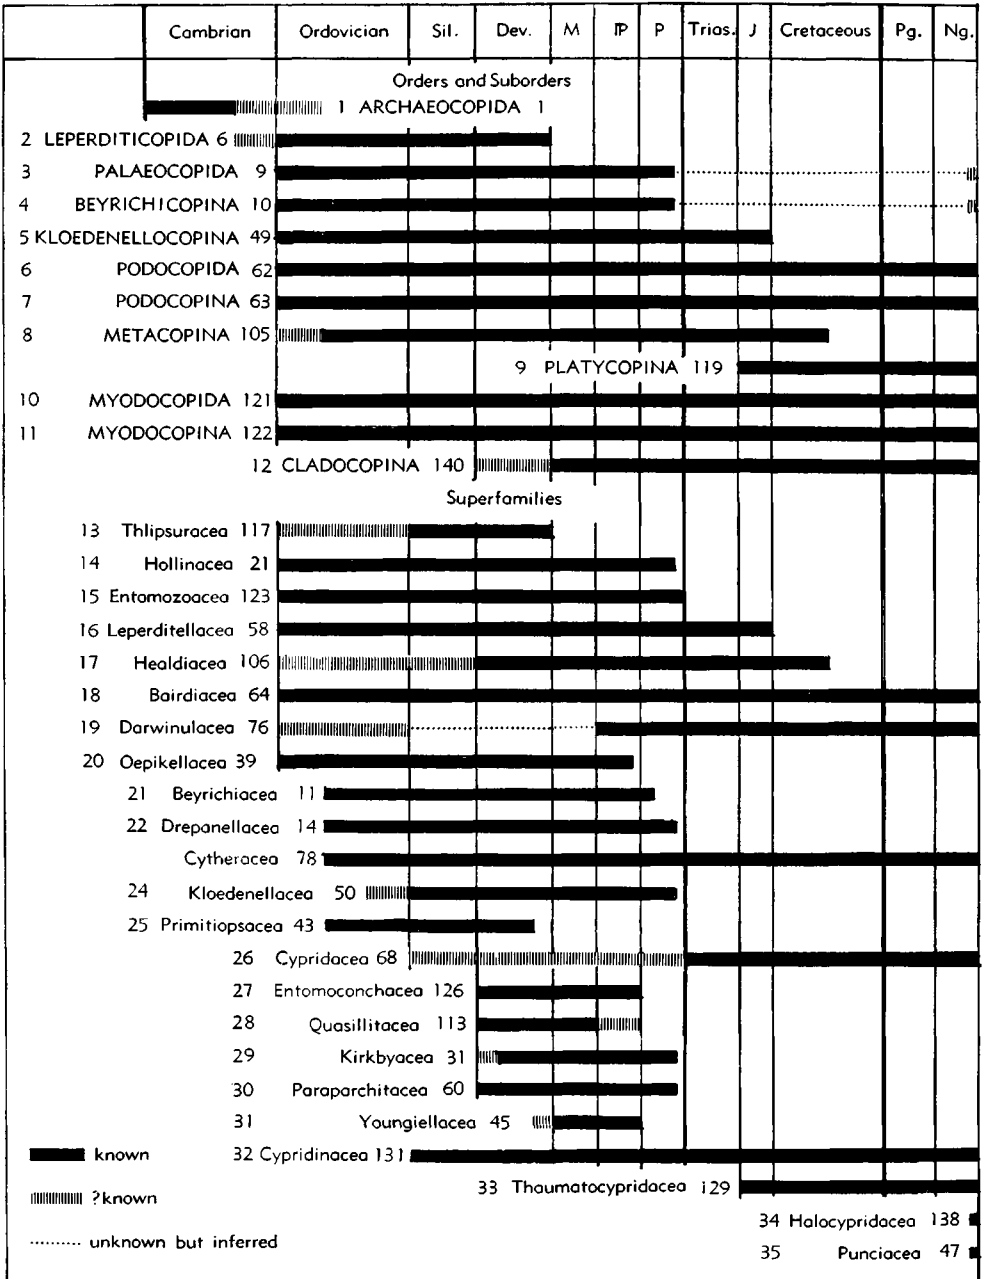 Cambrian Ordovician Sil. Dev. M IP P Trias. J Cretaceous Pg. Ng.
Orders and Suborders
1 ARCHAEOCOPIDA 1
2 LEPERDITICOPIDA 6
3 PALAEOCOPIDA 9
4 BEYRICHICOPINA 10
5 KLOEDENELLOCOPINA 49
6 PODOCOPIDA 62
7 PODOCOPINA 63
8 METACOPINA 105
9 PLATYCOPINA 119
10 MYODOCOPIDA 121
11 MYODOCOPINA 122
12 CLADOCOPINA 140
Superfamilies
13 Thlipsuracea 117
14 Hollinacea 21
15 Entomozoacea 123
16 Leperditellacea 58
17 Healdiacea 106
18 Bairdiacea 64
19 Darwinulacea 76
20 Oepikellacea 39
21 Beyrichiacea 11
22 Drepanellacea 14
Cytheracea 78
24 Kloedenellacea 50
25 Primitiopsacea 43
26 Cypridacea 68
27 Entomoconchacea 126
28 Quasillitacea 113
29 Kirkbyacea 31
30 Paraparchitacea 60
31 Youngiellacea 45
known
32 Cypridinacea 131
33 Thaumatocypridacea 129
?known
34 Halocypridacea 138
unknown but inferred
35 Punciacea 47